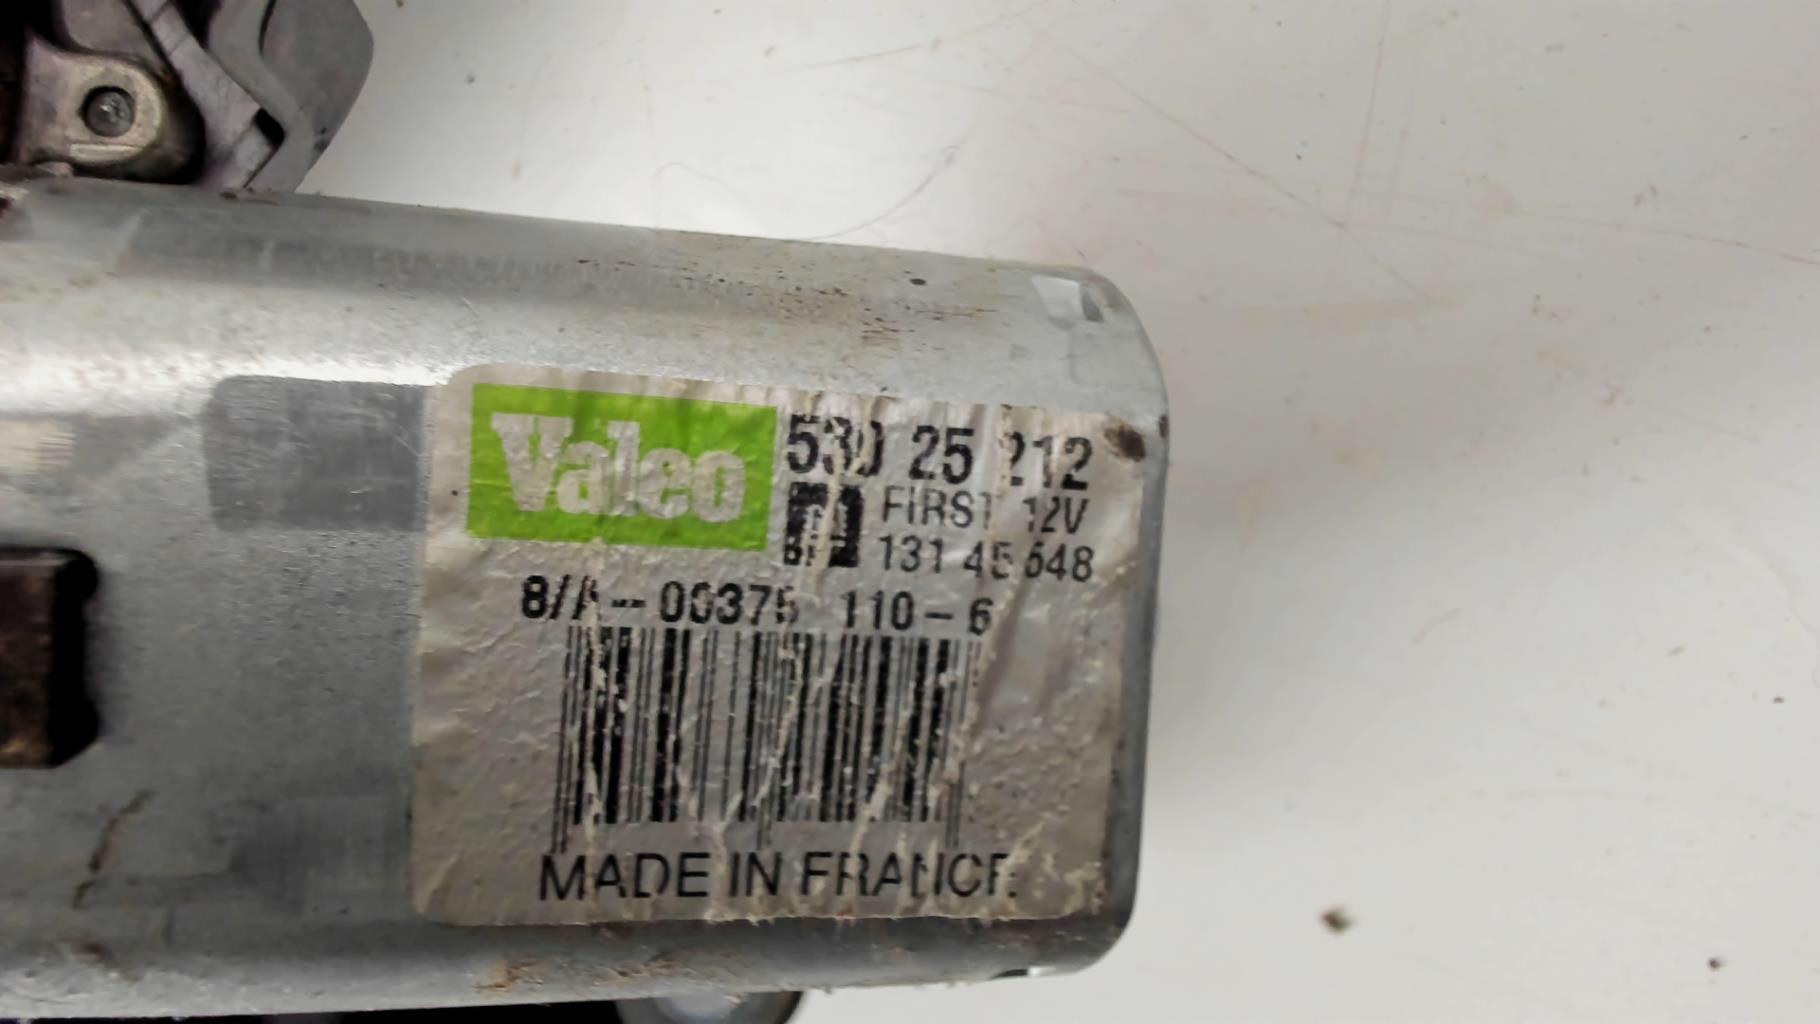 Valeo
530 25 212
FIRST 12V
131 45 648
8/A-00375 110-6
MADE IN FRANCE